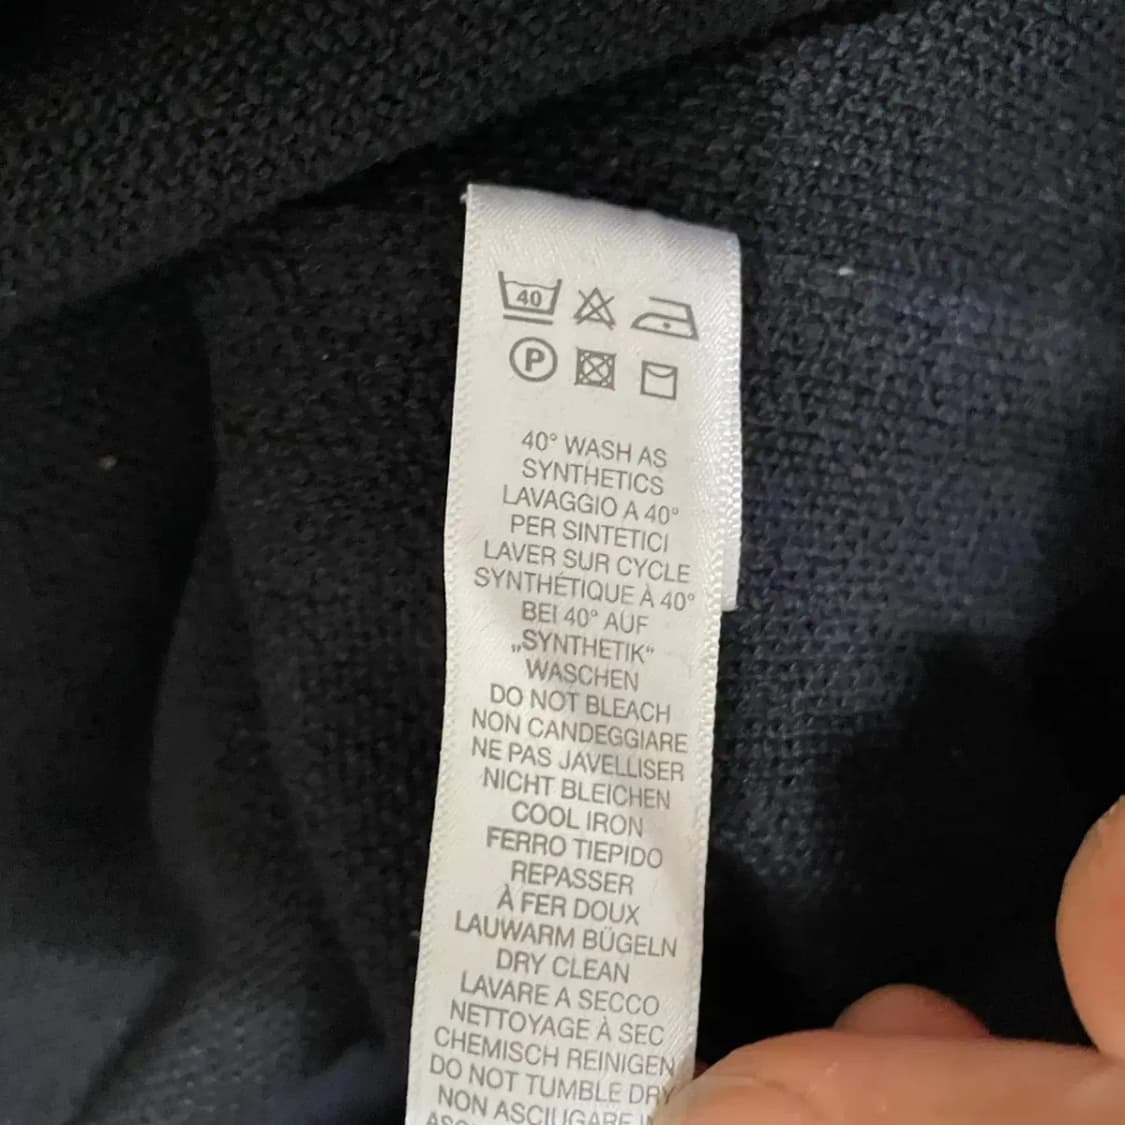 40
P
40° WASH AS
SYNTHETICS
LAVAGGIO A 40°
PER SINTETICI
LAVER SUR CYCLE
SYNTHÉTIQUE À 40°
BEI 40° AUF
„SYNTHETIK“
WASCHEN
DO NOT BLEACH
NON CANDEGGIARE
NE PAS JAVELLISER
NICHT BLEICHEN
COOL IRON
FERRO TIEPIDO
REPASSER
À FER DOUX
LAUWARM BÜGELN
DRY CLEAN
LAVARE A SECCO
NETTOYAGE À SEC
CHEMISCH REINIGEN
DO NOT TUMBLE DRY
NON ASCIUGARE